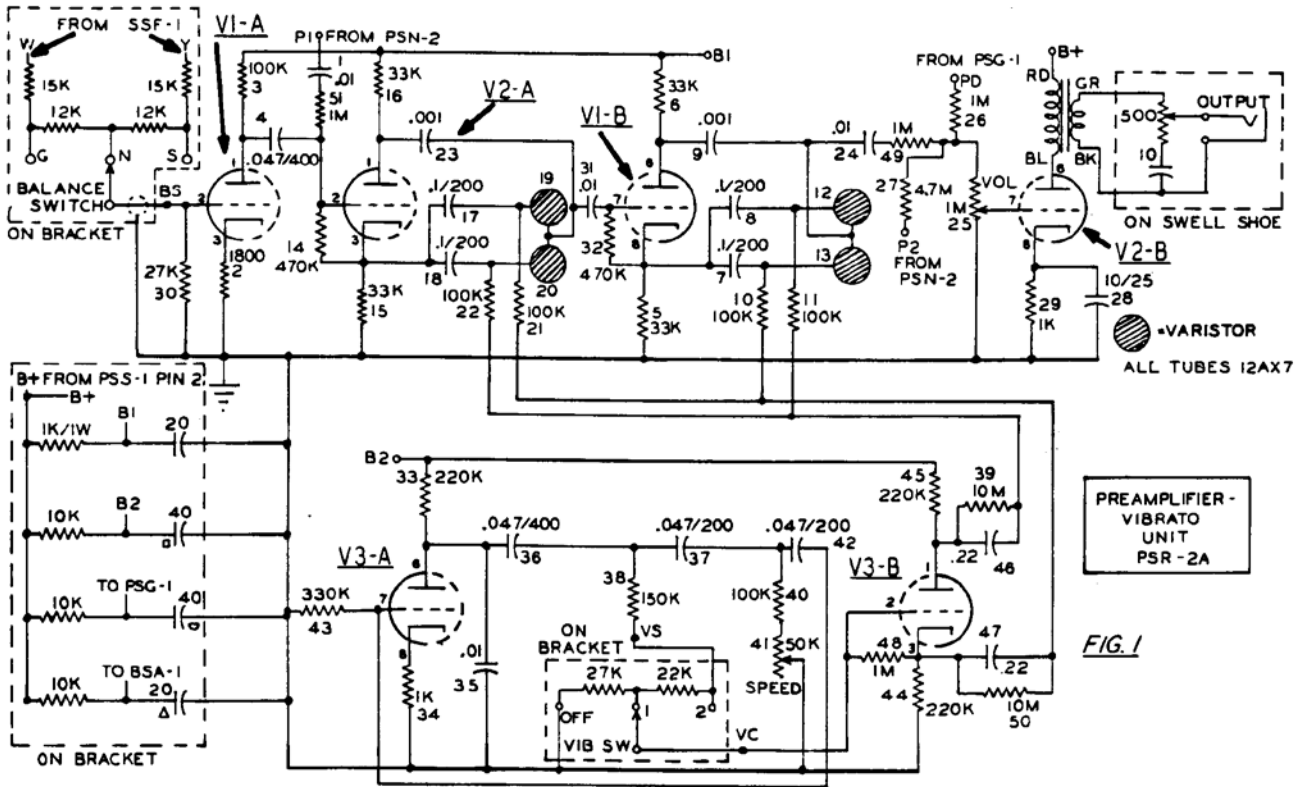 FROM SSF-1
W
Y
15K
15K
12K
12K
G
N
S
BALANCE
SWITCH
BS
ON BRACKET
27K
30
V1-A
100K
3
4
.047/400
2
3
1800
2
P1 FROM PSN-2
1
.01
51
1M
33K
16
V2-A
.001
23
1
2
3
14
470K
33K
15
.1/200
17
.1/200
18
19
20
100K
22
100K
21
V1-B
B1
33K
6
31
.01
6
7
8
32
470K
5
33K
.001
9
.1/200
8
.1/200
7
12
13
10
100K
11
100K
.01
24
1M
49
FROM PSG-1
PD
1M
26
27
4.7M
P2
FROM
PSN-2
VOL
1M
25
B+
RD
GR
BL
BK
6
7
8
V2-B
29
1K
10/25
28
500
OUTPUT
10
ON SWELL SHOE
=VARISTOR
ALL TUBES 12AX7
B+ FROM PSS-1 PIN 2
B+
1K/1W
B1
20
10K
B2
40
10K
TO PSG-1
40
10K
TO BSA-1
20
ON BRACKET
B2
33
220K
V3-A
6
7
8
330K
43
1K
34
.01
35
.047/400
36
.047/200
37
.047/200
42
38
150K
VS
100K
40
41
50K
SPEED
ON
BRACKET
27K
22K
OFF
1
2
VIB SW
VC
45
220K
V3-B
1
2
3
39
10M
.22
46
48
1M
44
220K
47
.22
10M
50
PREAMPLIFIER-
VIBRATO
UNIT
PSR-2A
FIG. 1